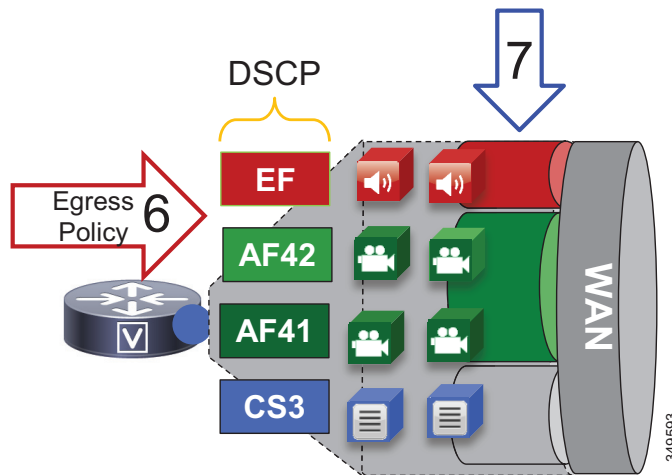 DSCP
7
EF
Egress
Policy
6
AF42
AF41
V
CS3
WAN
349593